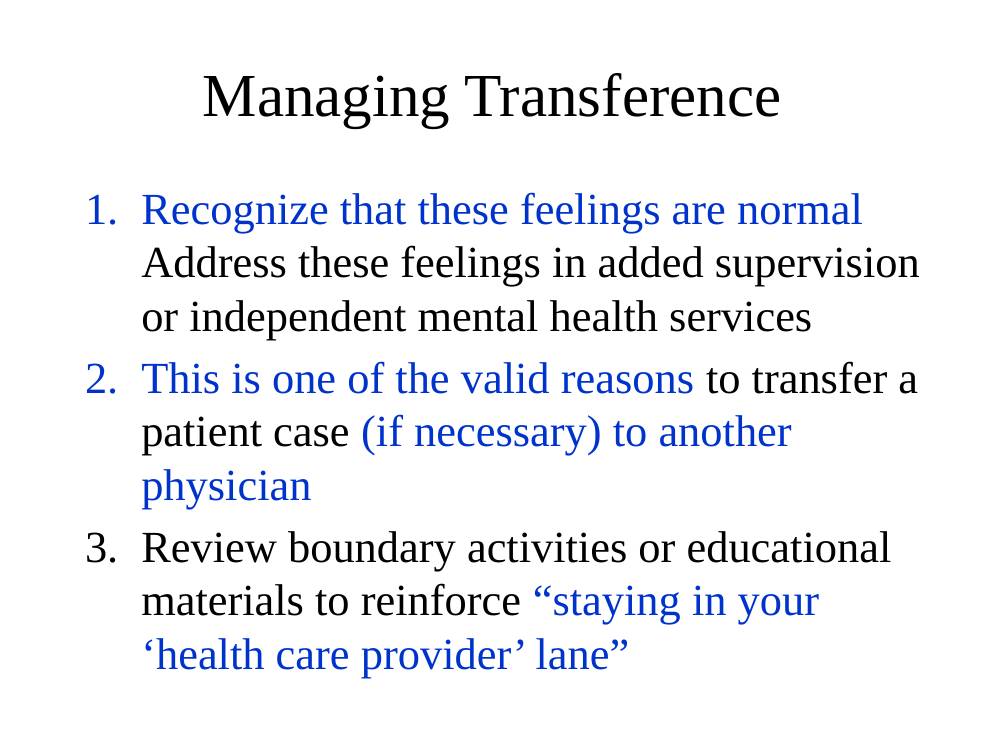 Managing Transference
1. Recognize that these feelings are normal
Address these feelings in added supervision
or independent mental health services
2. This is one of the valid reasons to transfer a
patient case (if necessary) to another
physician
3. Review boundary activities or educational
materials to reinforce “staying in your
‘health care provider’ lane”